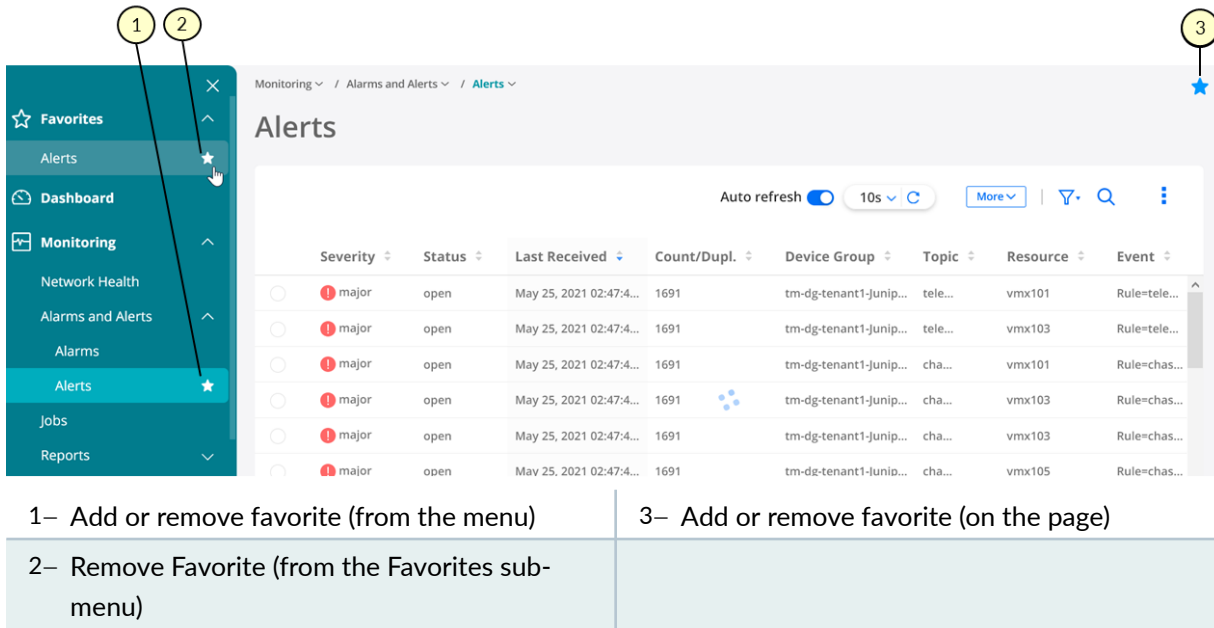 1 2 3
Monitoring / Alarms and Alerts / Alerts
Favorites
Alerts
Alerts
Dashboard
Auto refresh 10s More
Monitoring
Severity Status Last Received Count/Dupl. Device Group Topic Resource Event
Network Health
major open May 25, 2021 02:47:4... 1691 tm-dg-tenant1-Junip... tele... vmx101 Rule=tele...
Alarms and Alerts
major open May 25, 2021 02:47:4... 1691 tm-dg-tenant1-Junip... tele... vmx103 Rule=tele...
Alarms
major open May 25, 2021 02:47:4... 1691 tm-dg-tenant1-Junip... cha... vmx101 Rule=chas...
Alerts
major open May 25, 2021 02:47:4... 1691 tm-dg-tenant1-Junip... cha... vmx103 Rule=chas...
Jobs
major open May 25, 2021 02:47:4... 1691 tm-dg-tenant1-Junip... cha... vmx103 Rule=chas...
Reports
major open May 25, 2021 02:47:4... 1691 tm-dg-tenant1-Junip... cha... vmx105 Rule=chas...
1– Add or remove favorite (from the menu)
3– Add or remove favorite (on the page)
2– Remove Favorite (from the Favorites sub-
menu)